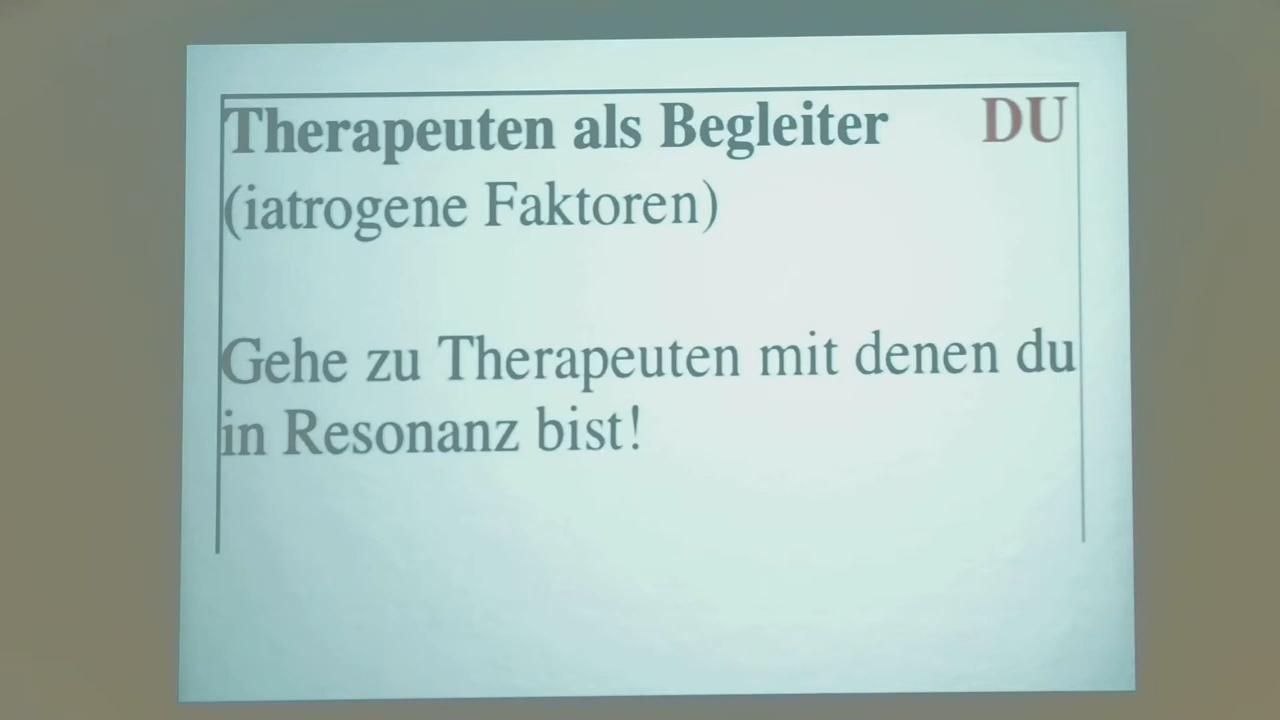 Therapeuten als Begleiter DU
(iatrogene Faktoren)
Gehe zu Therapeuten mit denen du
in Resonanz bist!